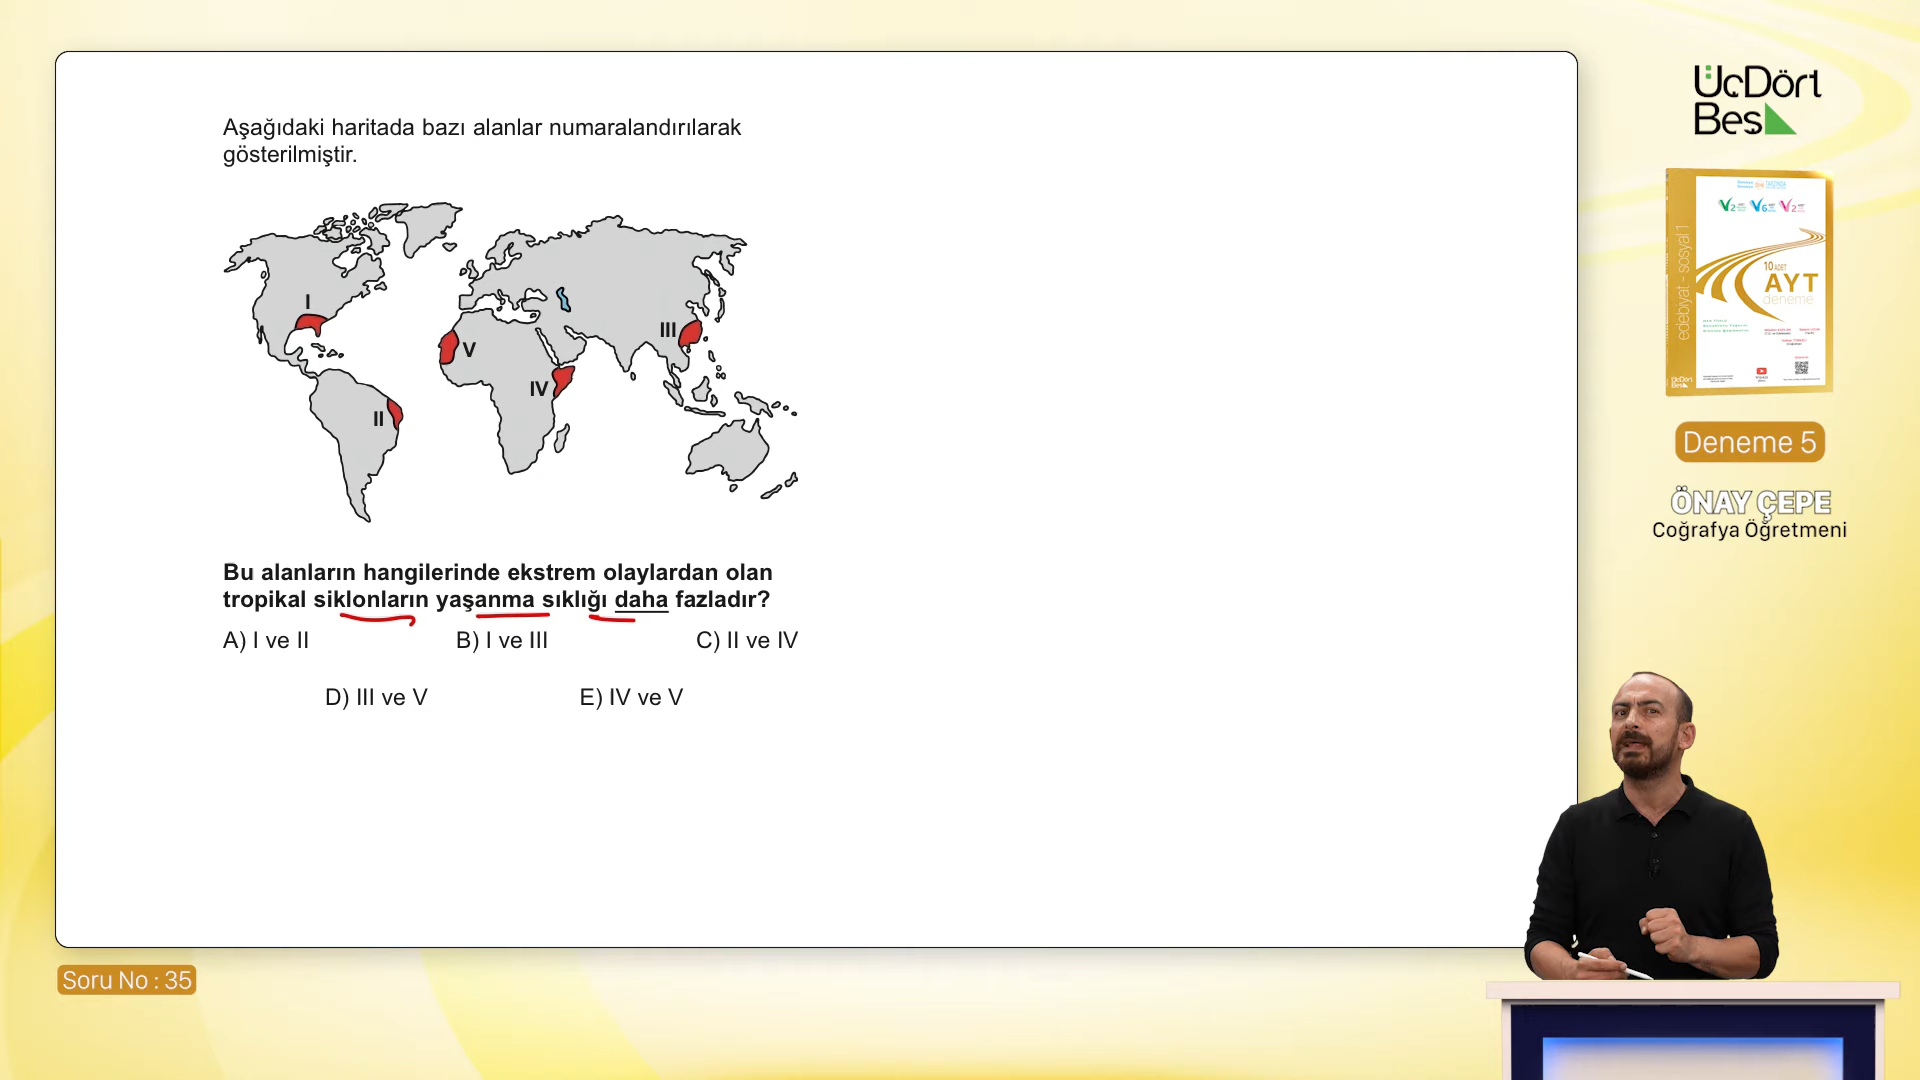 Aşağıdaki haritada bazı alanlar numaralandırılarak
gösterilmiştir.
I
II
III
IV
V
Bu alanların hangilerinde ekstrem olaylardan olan
tropikal siklonların yaşanma sıklığı daha fazladır?
A) I ve II
B) I ve III
C) II ve IV
D) III ve V
E) IV ve V
Soru No : 35
ÜçDört
Beş
edebiyat - sosyal 1
10 ADET
AYT
deneme
Deneme 5
ÖNAY ÇEPE
Coğrafya Öğretmeni